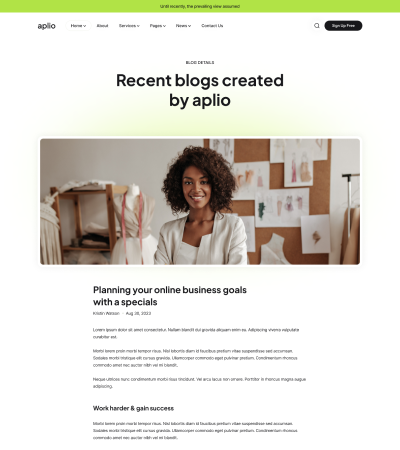 Until recently, the prevailing view assumed
aplio
Home
About
Services
Pages
News
Contact Us
Sign Up Free
BLOG DETAILS
Recent blogs created
by aplio
Planning your online business goals
with a specials
Kristin Watson · Aug 30, 2023
Lorem ipsum dolor sit amet consectetur. Nullam blandit dui gravida aliquam enim ex. Adipiscing viverra vulputate
curabitur est.
Morbi lorem proin morbi tempor risus. Nisl lobortis diam id faucibus pretium vitae suspendisse sed accumsan.
Sodales morbi tristique elit cursus gravida. Ullamcorper commodo eget pulvinar pretium. Condimentum rhoncus
commodo amet nec auctor nibh vel mi blandit.
Neque ultrices nunc condimentum morbi risus tincidunt. Vel arcu lacus non ornare. Porttitor in rhoncus magna augue
adipiscing.
Work harder & gain success
Morbi lorem proin morbi tempor risus. Nisl lobortis diam id faucibus pretium vitae suspendisse sed accumsan.
Sodales morbi tristique elit cursus gravida. Ullamcorper commodo eget pulvinar pretium. Condimentum rhoncus
commodo amet nec auctor nibh vel mi blandit.